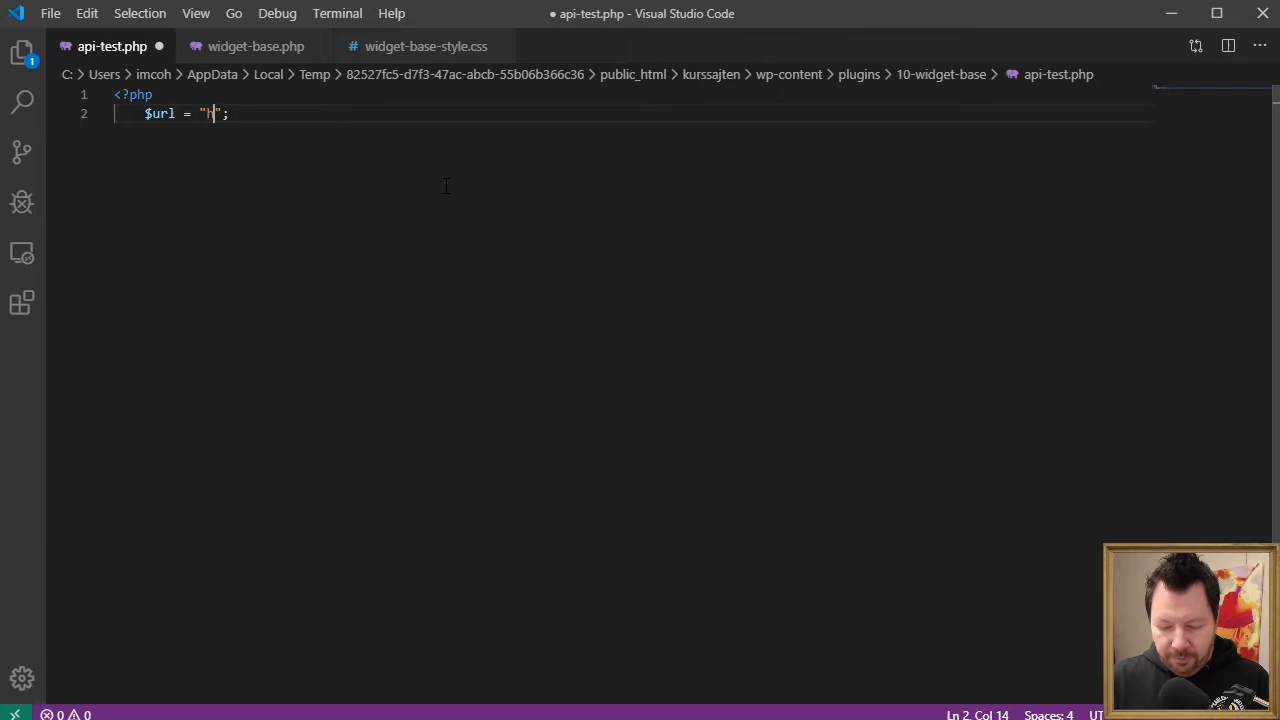 File Edit Selection View Go Debug Terminal Help
● api-test.php - Visual Studio Code
api-test.php ● widget-base.php # widget-base-style.css
C: > Users > imcoh > AppData > Local > Temp > 82527fc5-d7f3-47ac-abcb-55b06b366c36 > public_html > kurssajten > wp-content > plugins > 10-widget-base > api-test.php
1 <?php
2 $url = "h";
1
0 0 Ln 2, Col 14 Spaces: 4 UT